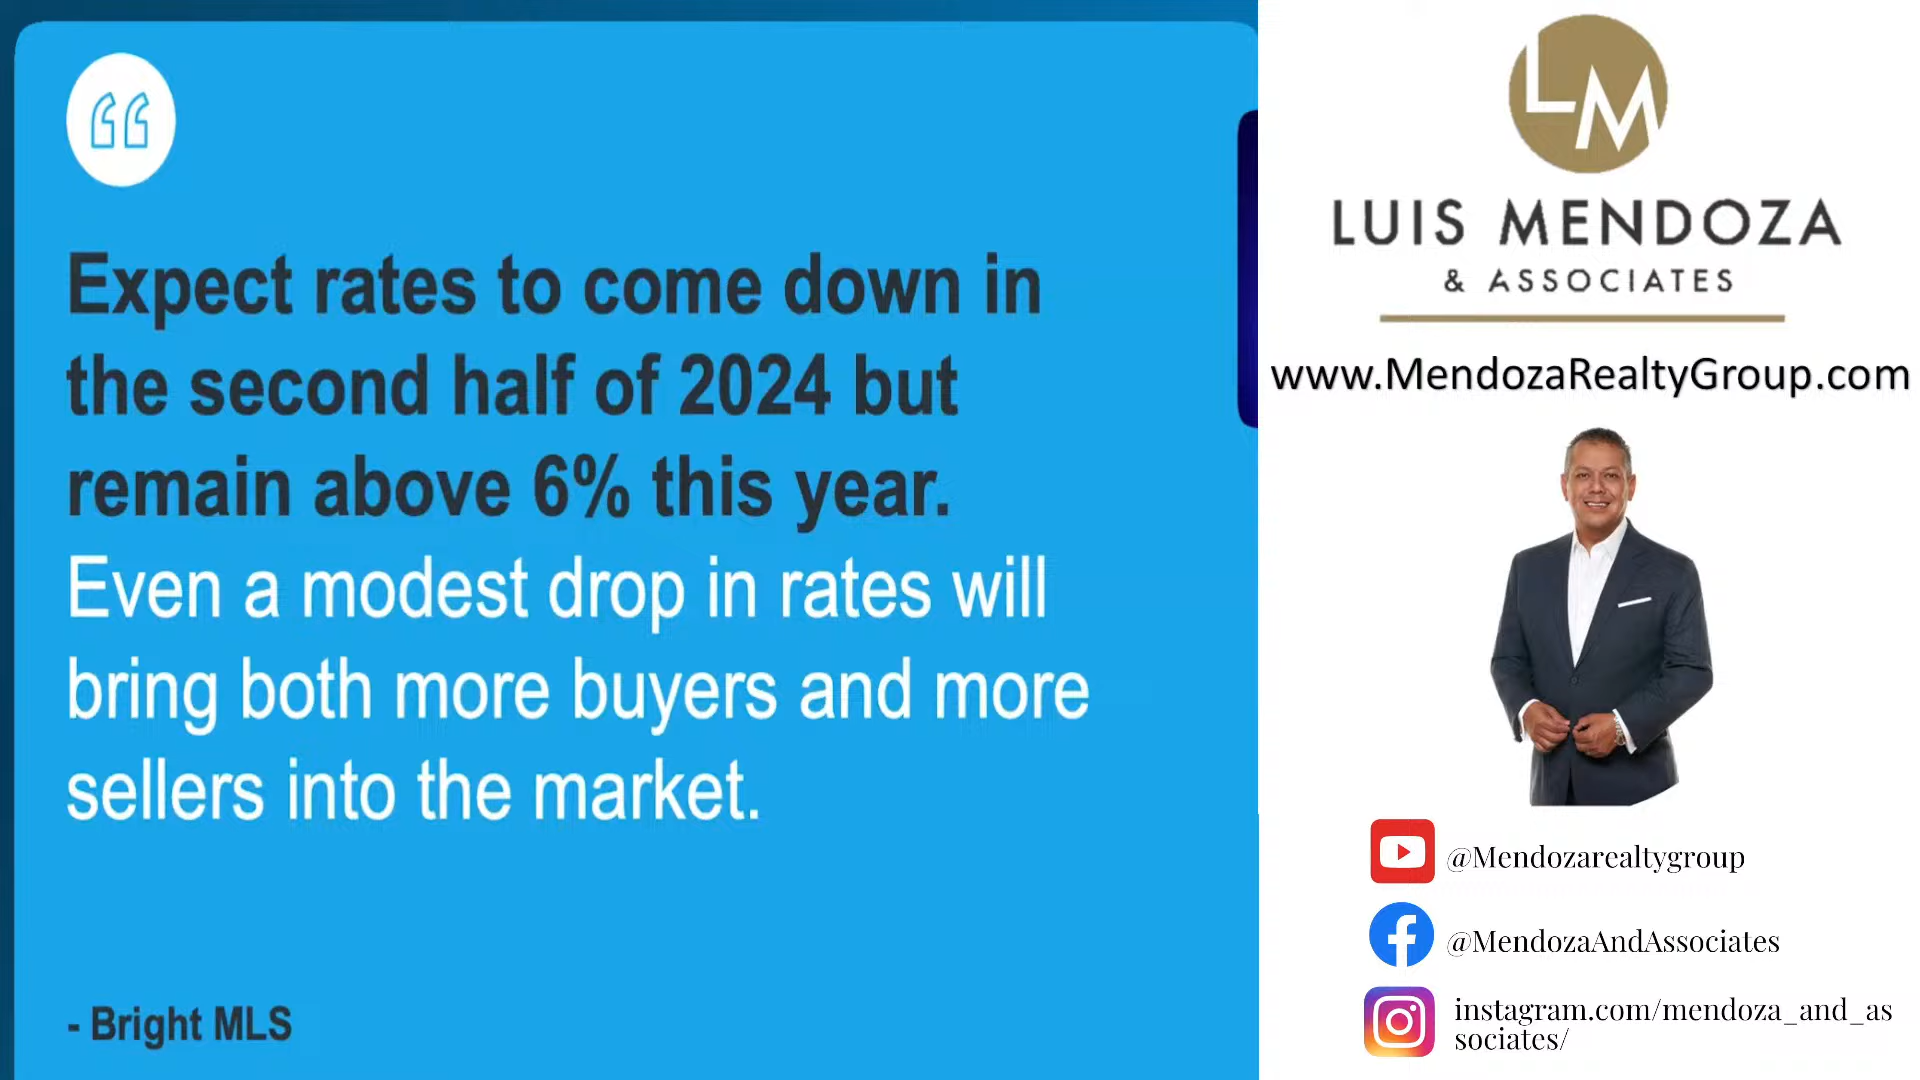 Expect rates to come down in
the second half of 2024 but
remain above 6% this year.
Even a modest drop in rates will
bring both more buyers and more
sellers into the market.
- Bright MLS
LM
LUIS MENDOZA
& ASSOCIATES
www.MendozaRealtyGroup.com
@Mendozarealtygroup
@MendozaAndAssociates
instagram.com/mendoza_and_as
sociates/